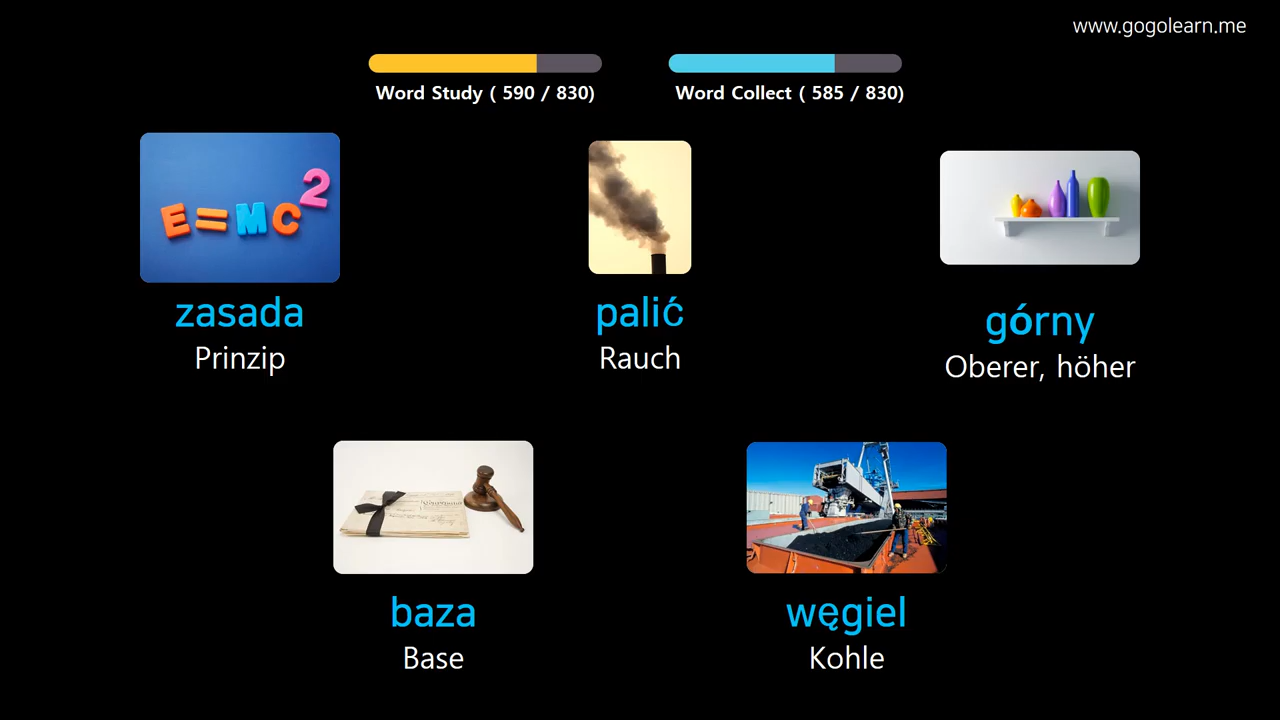 www.gogolearn.me
Word Study ( 590 / 830)
Word Collect ( 585 / 830)
E=MC2
zasada
Prinzip
palić
Rauch
górny
Oberer, höher
baza
Base
węgiel
Kohle